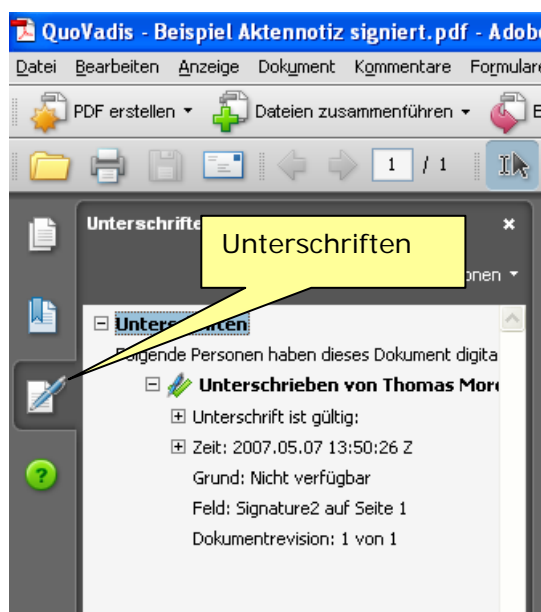 QuoVadis - Beispiel Aktennotiz signiert.pdf - Adob
Datei Bearbeiten Anzeige Dokument Kommentare Formulare
PDF erstellen Dateien zusammenführen E
1 / 1
Unterschrifte
Unterschriften
onen
Unterschriften
Folgende Personen haben dieses Dokument digita
Unterschrieben von Thomas More
Unterschrift ist gültig:
Zeit: 2007.05.07 13:50:26 Z
Grund: Nicht verfügbar
Feld: Signature2 auf Seite 1
Dokumentrevision: 1 von 1